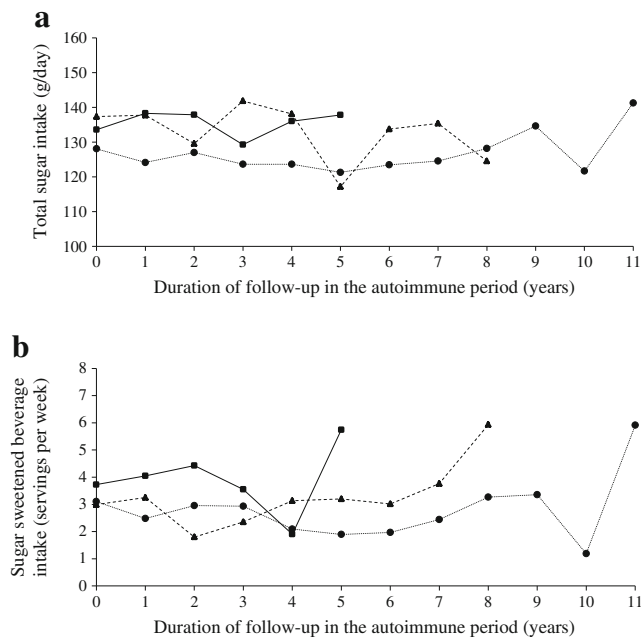 a
Total sugar intake (g/day)
160
150
140
130
120
110
100
0 1 2 3 4 5 6 7 8 9 10 11
Duration of follow-up in the autoimmune period (years)
b
Sugar sweetened beverage
intake (servings per week)
8
7
6
5
4
3
2
1
0
0 1 2 3 4 5 6 7 8 9 10 11
Duration of follow-up in the autoimmune period (years)